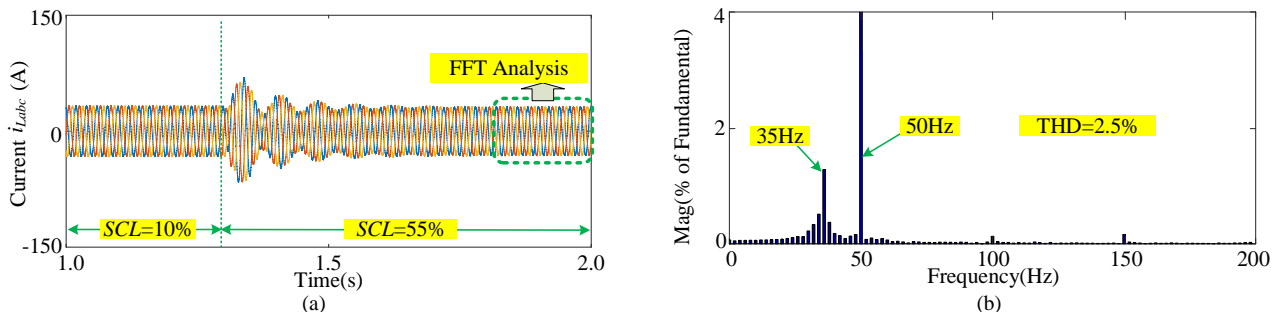 150
0
-150
Current iLabc (A)
FFT Analysis
SCL=10%
SCL=55%
1.0
1.5
2.0
Time(s)
(a)
4
2
0
Mag(% of Fundamental)
35Hz
50Hz
THD=2.5%
0
50
100
150
200
Frequency(Hz)
(b)